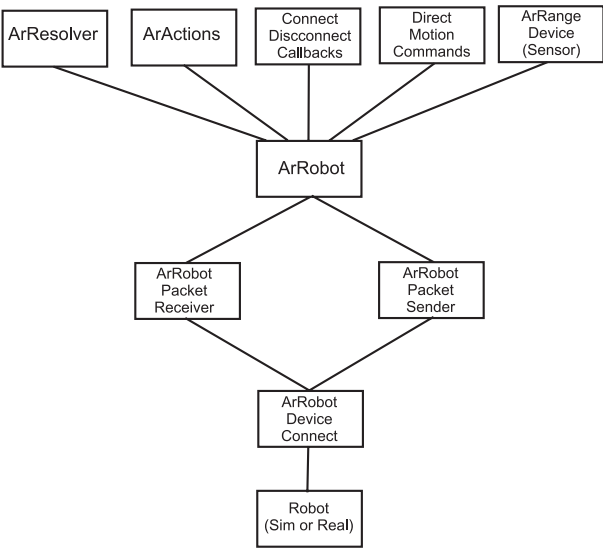 ArResolver
ArActions
Connect
Discconnect
Callbacks
Direct
Motion
Commands
ArRange
Device
(Sensor)
ArRobot
ArRobot
Packet
Receiver
ArRobot
Packet
Sender
ArRobot
Device
Connect
Robot
(Sim or Real)